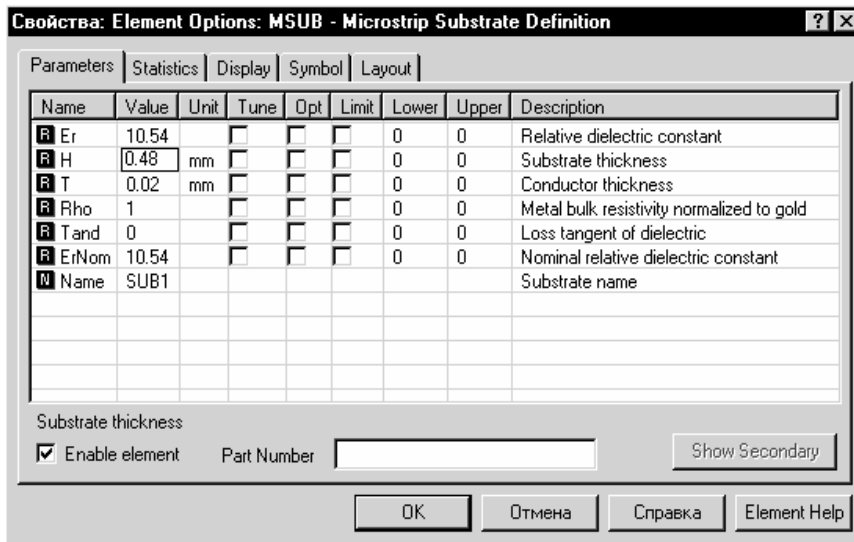 Свойства: Element Options: MSUB - Microstrip Substrate Definition
Parameters Statistics Display Symbol Layout
Name Value Unit Tune Opt Limit Lower Upper Description
R Er 10.54 0 0 Relative dielectric constant
R H 0.48 mm 0 0 Substrate thickness
R T 0.02 mm 0 0 Conductor thickness
R Rho 1 0 0 Metal bulk resistivity normalized to gold
R Tand 0 0 0 Loss tangent of dielectric
R ErNom 10.54 0 0 Nominal relative dielectric constant
N Name SUB1 Substrate name
Substrate thickness
Enable element Part Number Show Secondary
OK Отмена Справка Element Help